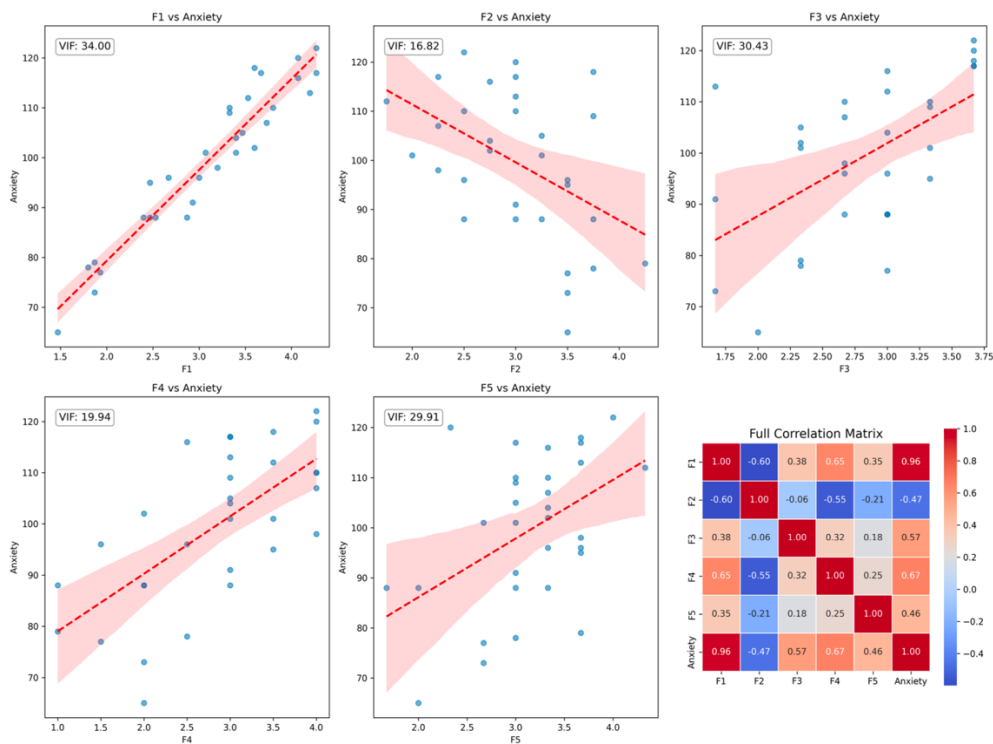 F1 vs Anxiety
VIF: 34.00
120
110
100
90
80
70
Anxiety
1.5 2.0 2.5 3.0 3.5 4.0
F1
F2 vs Anxiety
VIF: 16.82
120
110
100
90
80
70
Anxiety
2.0 2.5 3.0 3.5 4.0
F2
F3 vs Anxiety
VIF: 30.43
120
110
100
90
80
70
Anxiety
1.75 2.00 2.25 2.50 2.75 3.00 3.25 3.50 3.75
F3
F4 vs Anxiety
VIF: 19.94
120
110
100
90
80
70
Anxiety
1.0 1.5 2.0 2.5 3.0 3.5 4.0
F4
F5 vs Anxiety
VIF: 29.91
120
110
100
90
80
70
Anxiety
2.0 2.5 3.0 3.5 4.0
F5
Full Correlation Matrix
F1 1.00 -0.60 0.38 0.65 0.35 0.96
F2 -0.60 1.00 -0.06 -0.55 -0.21 -0.47
F3 0.38 -0.06 1.00 0.32 0.18 0.57
F4 0.65 -0.55 0.32 1.00 0.25 0.67
F5 0.35 -0.21 0.18 0.25 1.00 0.46
Anxiety 0.96 -0.47 0.57 0.67 0.46 1.00
F1 F2 F3 F4 F5 Anxiety
1.0
0.8
0.6
0.4
0.2
0.0
−0.2
−0.4